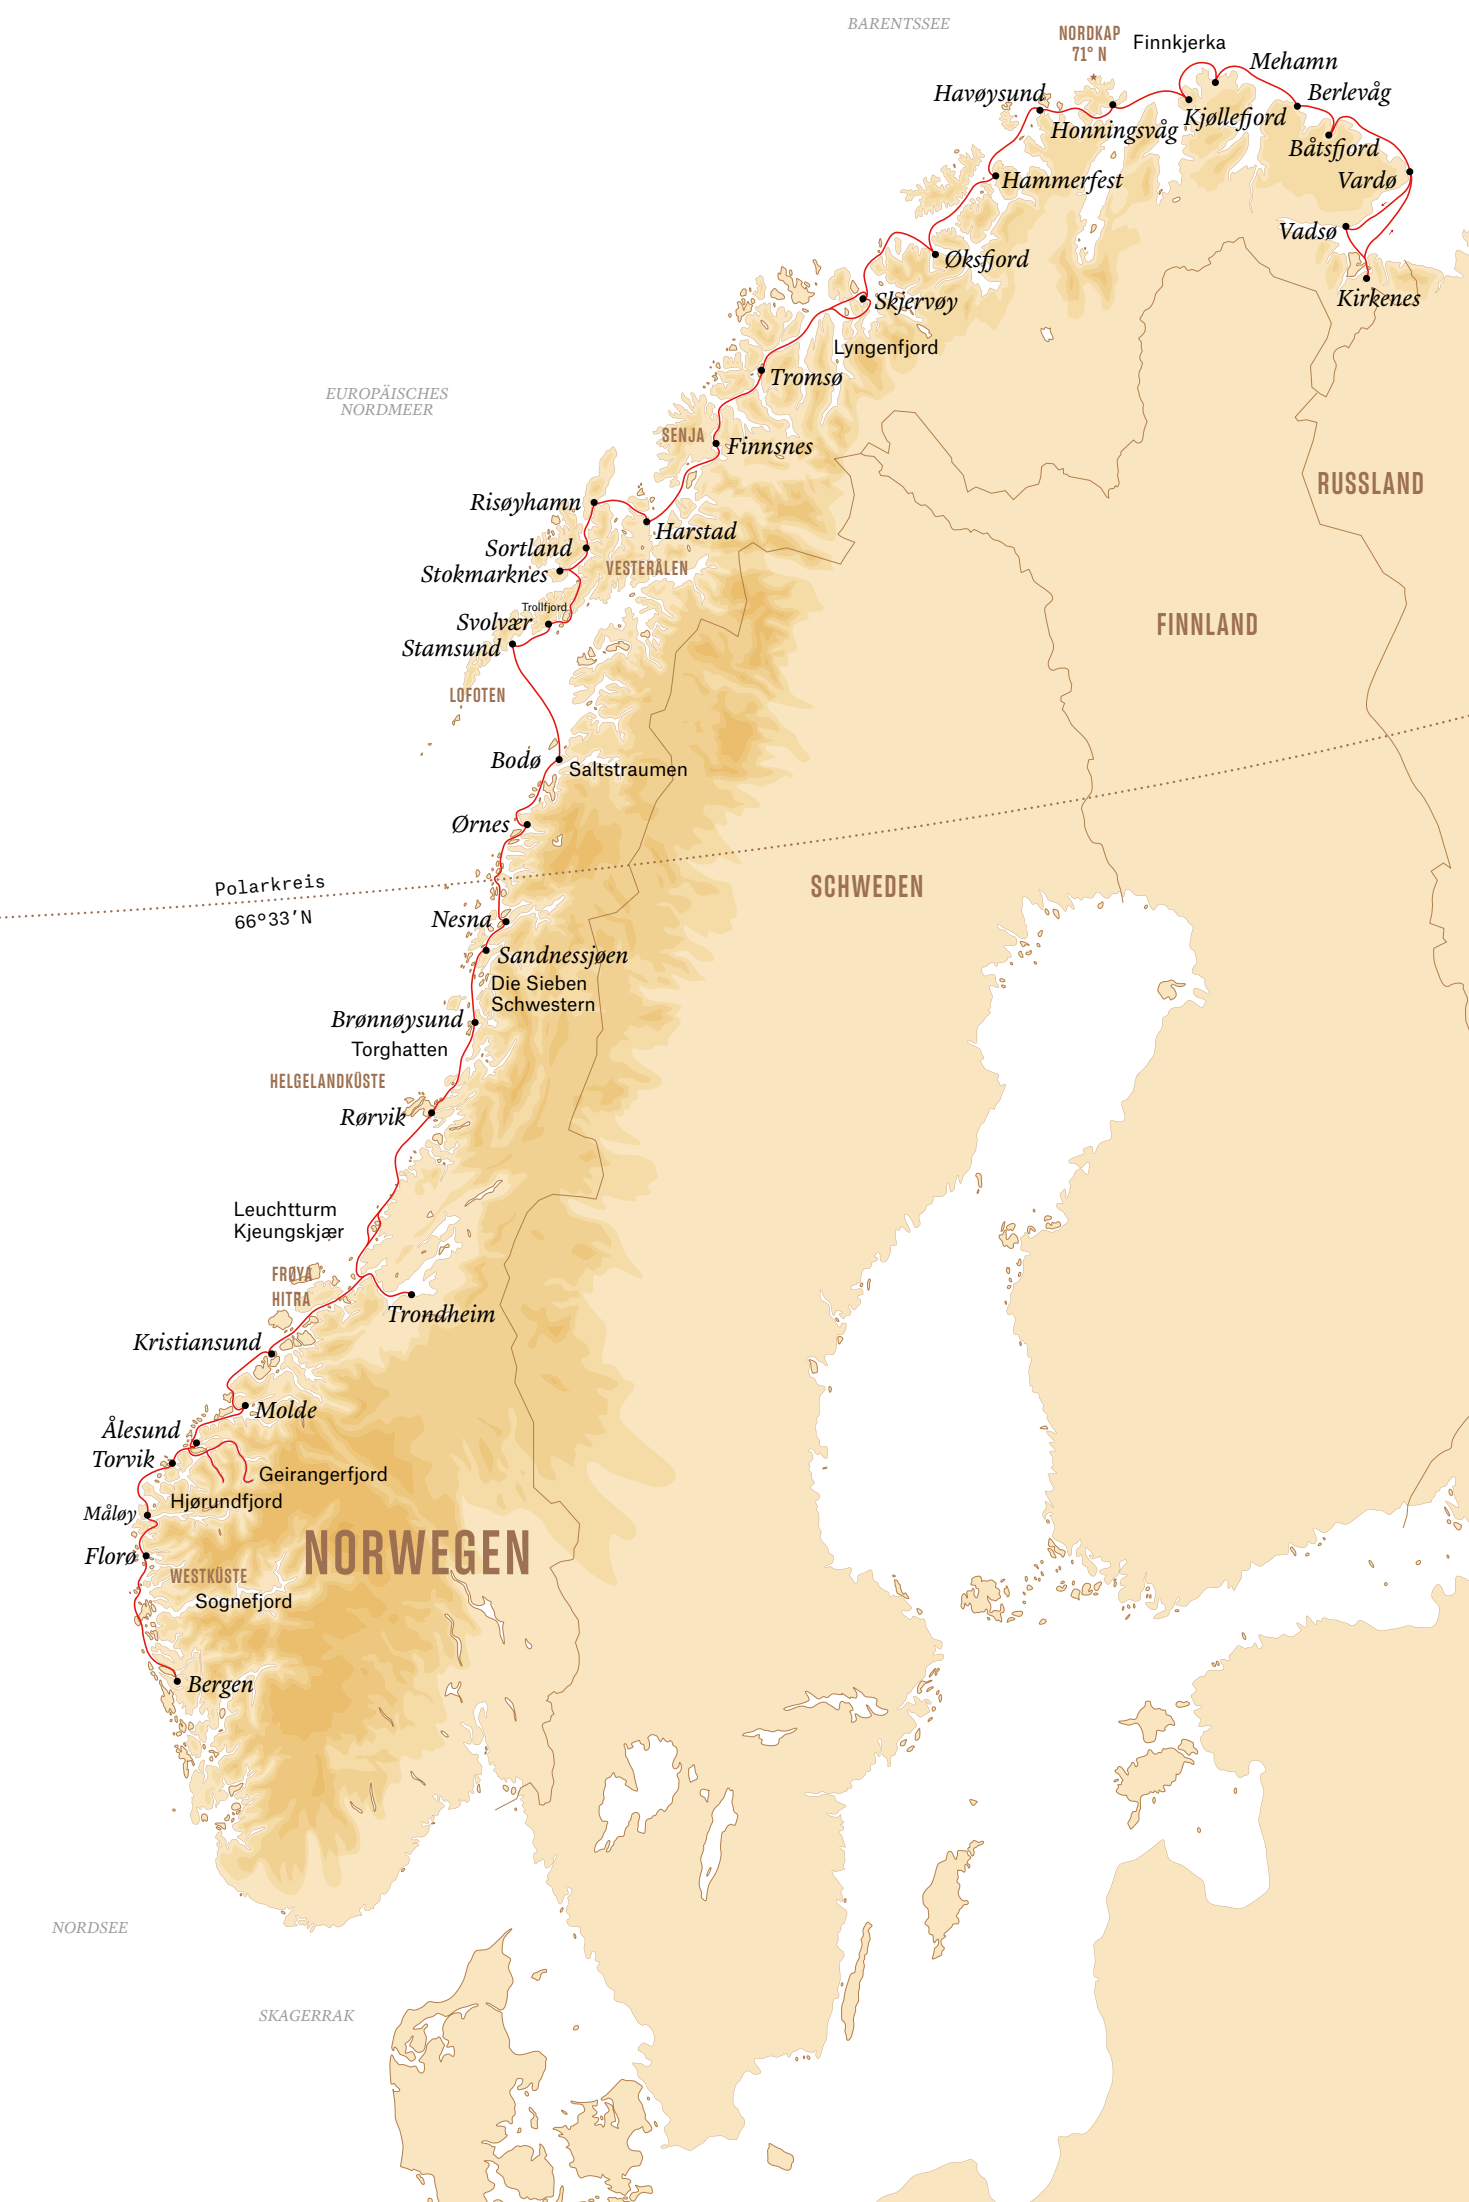 BARENTSSEE
NORDKAP
71° N
Finnkjerka
Mehamn
Havøysund
Berlevåg
Honningsvåg
Kjøllefjord
Båtsfjord
Hammerfest
Vardø
Vadsø
Øksfjord
Kirkenes
Skjervøy
Lyngenfjord
Tromsø
EUROPÄISCHES
NORDMEER
SENJA
Finnsnes
RUSSLAND
Risøyhamn
Harstad
Sortland
VESTERÅLEN
Stokmarknes
Trollfjord
Svolvær
FINNLAND
Stamsund
LOFOTEN
Bodø
Saltstraumen
Ørnes
Polarkreis
66°33’N
SCHWEDEN
Nesna
Sandnessjøen
Die Sieben
Schwestern
Brønnøysund
Torghatten
HELGELANDKÜSTE
Rørvik
Leuchtturm
Kjeungskjær
FRØYA
HITRA
Trondheim
Kristiansund
Molde
Ålesund
Torvik
Geirangerfjord
Hjørundfjord
Måløy
NORWEGEN
Florø
WESTKÜSTE
Sognefjord
Bergen
NORDSEE
SKAGERRAK